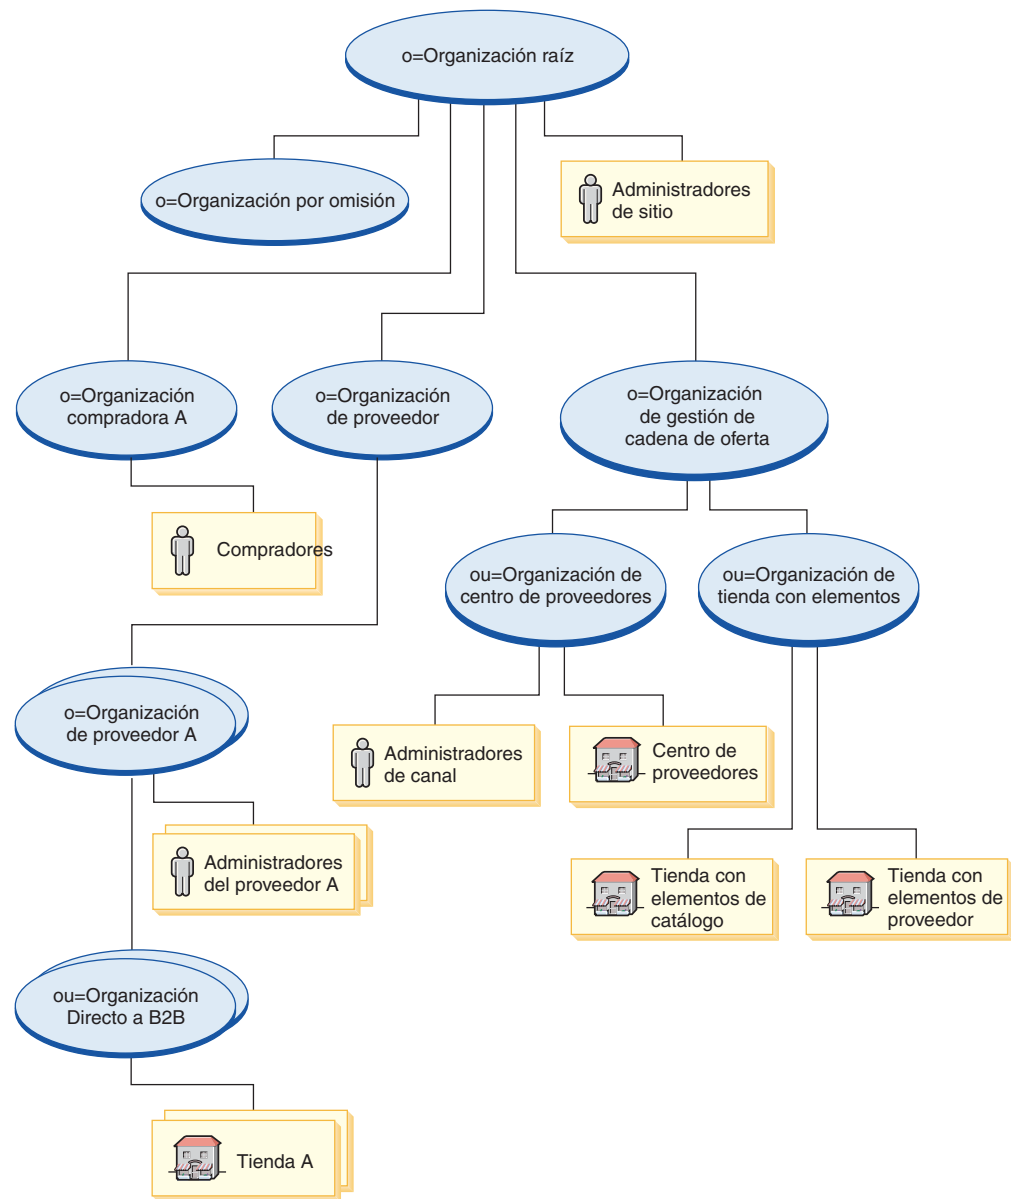 o=Organización raíz
o=Organización por omisión
Administradores
de sitio
o=Organización
compradora A
o=Organización
de proveedor
o=Organización
de gestión de
cadena de oferta
Compradores
ou=Organización de
centro de proveedores
ou=Organización de
tienda con elementos
o=Organización
de proveedor A
Administradores
de canal
Centro de
proveedores
Administradores
del proveedor A
Tienda con
elementos de
catálogo
Tienda con
elementos de
proveedor
ou=Organización
Directo a B2B
Tienda A